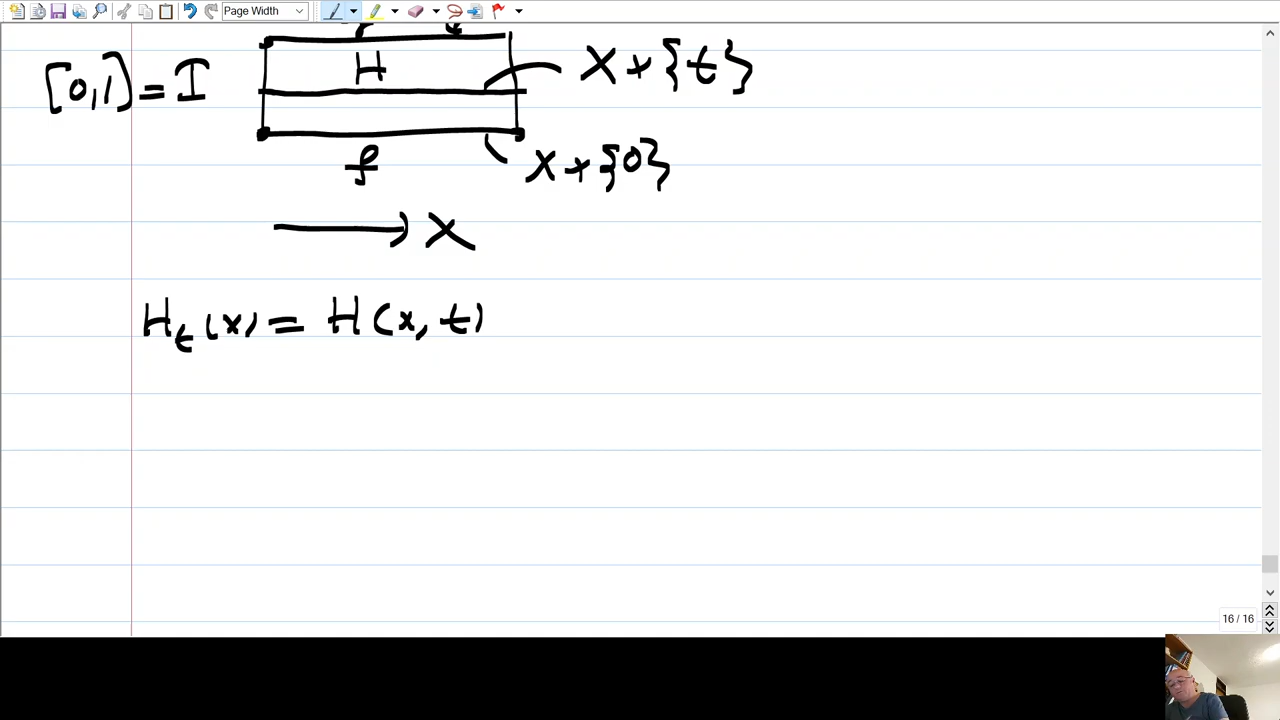 Page Width
[0,1] = I H X × {t}
f X × {0}
→ X
H_t(x) = H(x, t)
16 / 16